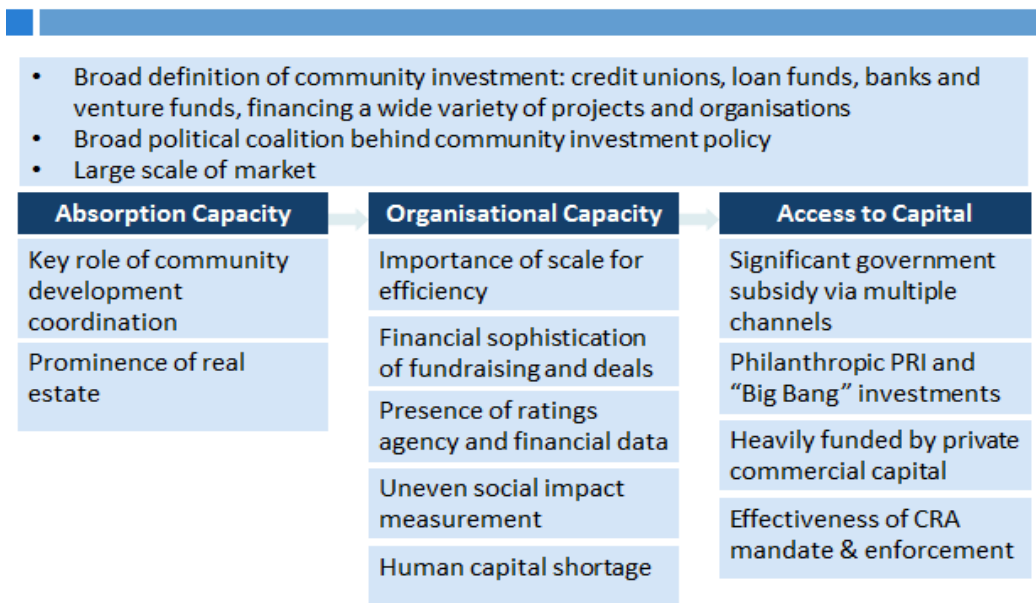 • Broad definition of community investment: credit unions, loan funds, banks and
venture funds, financing a wide variety of projects and organisations
• Broad political coalition behind community investment policy
• Large scale of market
Absorption Capacity
Key role of community
development
coordination
Prominence of real
estate
Organisational Capacity
Importance of scale for
efficiency
Financial sophistication
of fundraising and deals
Presence of ratings
agency and financial data
Uneven social impact
measurement
Human capital shortage
Access to Capital
Significant government
subsidy via multiple
channels
Philanthropic PRI and
“Big Bang” investments
Heavily funded by private
commercial capital
Effectiveness of CRA
mandate & enforcement